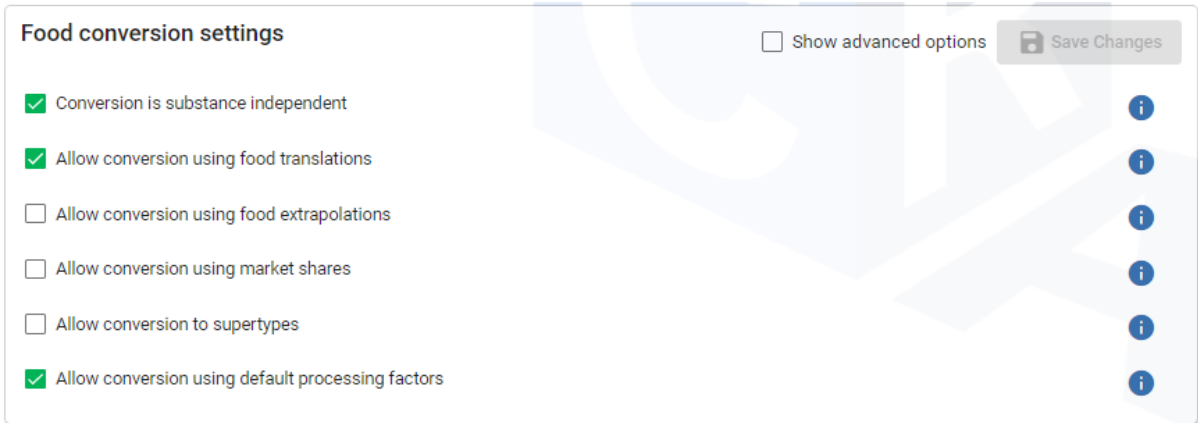 Food conversion settings
Show advanced options
Save Changes
Conversion is substance independent
Allow conversion using food translations
Allow conversion using food extrapolations
Allow conversion using market shares
Allow conversion to supertypes
Allow conversion using default processing factors